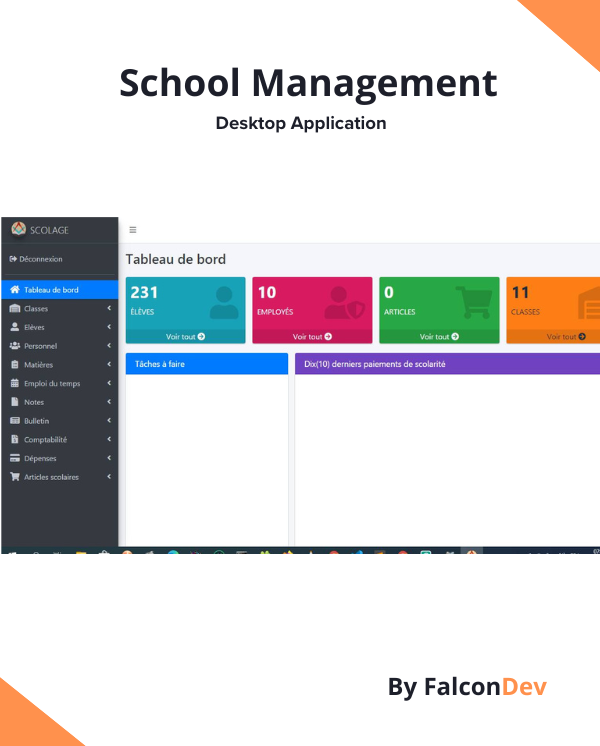 School Management
Desktop Application
SCOLAGE
Déconnexion
Tableau de bord
Classes
Elèves
Personnel
Matières
Emploi du temps
Notes
Bulletin
Comptabilité
Dépenses
Articles scolaires
Tableau de bord
231
ÉLÈVES
Voir tout
10
EMPLOYÉS
Voir tout
0
ARTICLES
Voir tout
11
CLASSES
Voir tout
Tâches à faire
Dix(10) derniers paiements de scolarité
By FalconDev